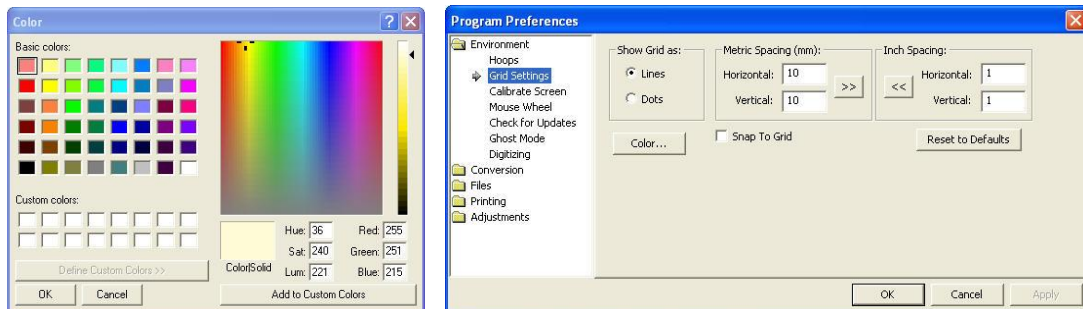 Color
Basic colors:
Custom colors:
Define Custom Colors >>
OK Cancel
Color|Solid
Hue: 36 Red: 255
Sat: 240 Green: 251
Lum: 221 Blue: 215
Add to Custom Colors
Program Preferences
Environment
Hoops
Grid Settings
Calibrate Screen
Mouse Wheel
Check for Updates
Ghost Mode
Digitizing
Conversion
Files
Printing
Adjustments
Show Grid as:
Lines
Dots
Color...
Metric Spacing (mm):
Horizontal: 10
Vertical: 10
>>
Snap To Grid
Inch Spacing:
<<
Horizontal: 1
Vertical: 1
Reset to Defaults
OK Cancel Apply